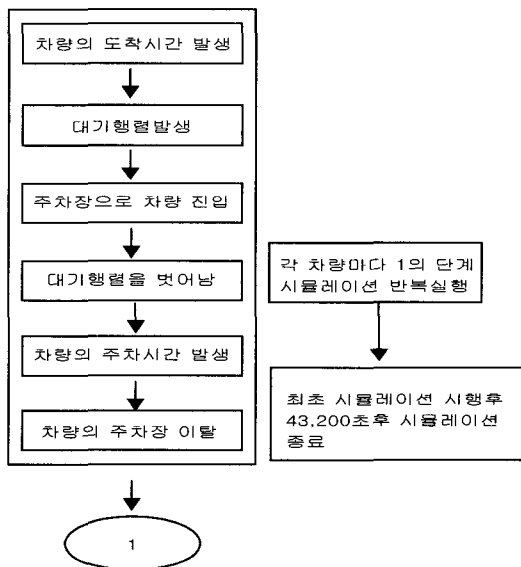 차량의 도착시간 발생
대기행렬발생
주차장으로 차량 진입
대기행렬을 벗어남
차량의 주차시간 발생
차량의 주차장 이탈
1
각 차량마다 1의 단계
시뮬레이션 반복실행
최초 시뮬레이션 시행후
43,200초후 시뮬레이션
종료